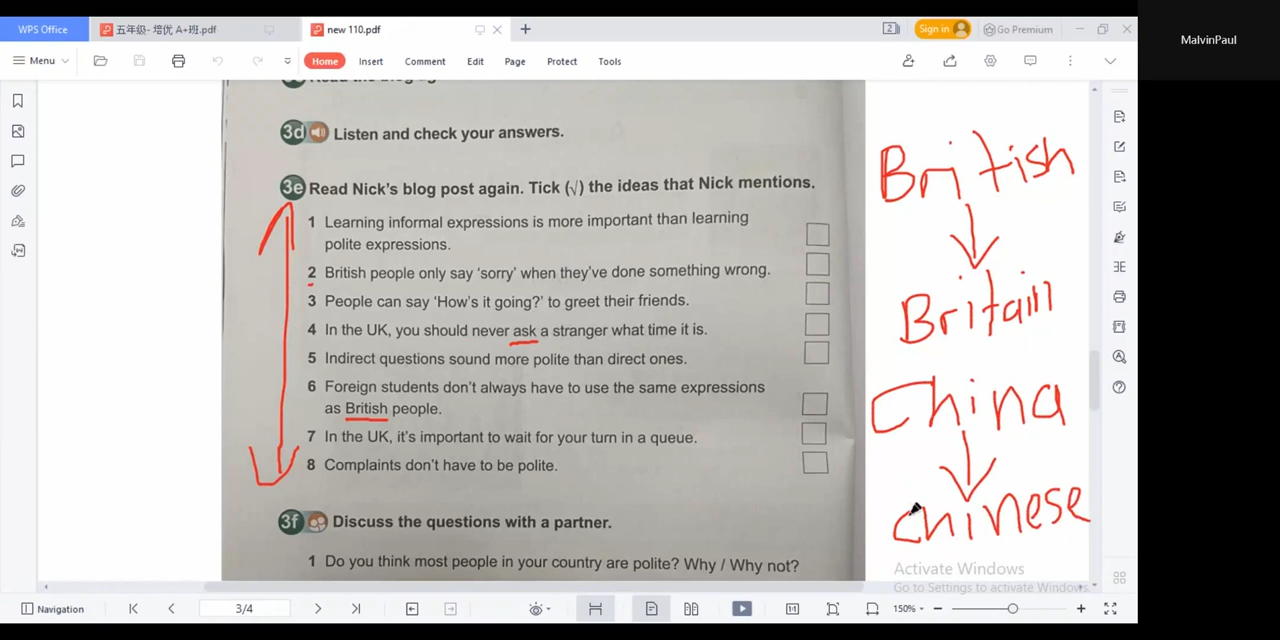 WPS Office
五年级- 培优 A+班.pdf
new 110.pdf
Sign in
Go Premium
MalvinPaul
Menu
Home
Insert
Comment
Edit
Page
Protect
Tools
3d Listen and check your answers.
3e Read Nick's blog post again. Tick (√) the ideas that Nick mentions.
1 Learning informal expressions is more important than learning
polite expressions.
2 British people only say 'sorry' when they've done something wrong.
3 People can say 'How's it going?' to greet their friends.
4 In the UK, you should never ask a stranger what time it is.
5 Indirect questions sound more polite than direct ones.
6 Foreign students don't always have to use the same expressions
as British people.
7 In the UK, it's important to wait for your turn in a queue.
8 Complaints don't have to be polite.
3f Discuss the questions with a partner.
1 Do you think most people in your country are polite? Why / Why not?
British
Britain
China
Chinese
Activate Windows
Go to Settings to activate Windows.
Navigation
3/4
150%